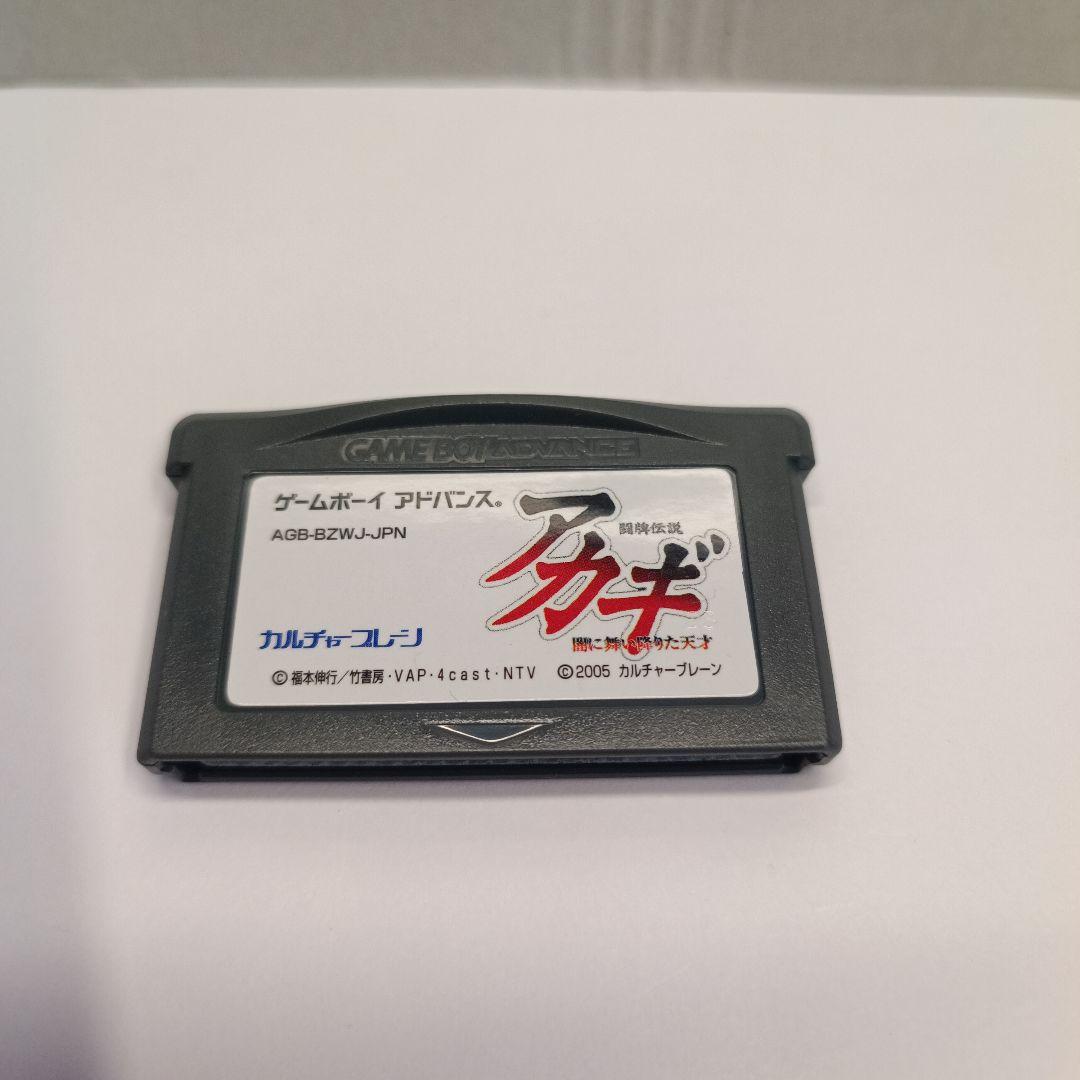 GAME BOY ADVANCE
ゲームボーイ アドバンス®
AGB-BZWJ-JPN
闘牌伝説
アカギ
闇に舞い降りた天才
カルチャーブレーン
©福本伸行/竹書房・VAP・4cast・NTV ©2005 カルチャーブレーン